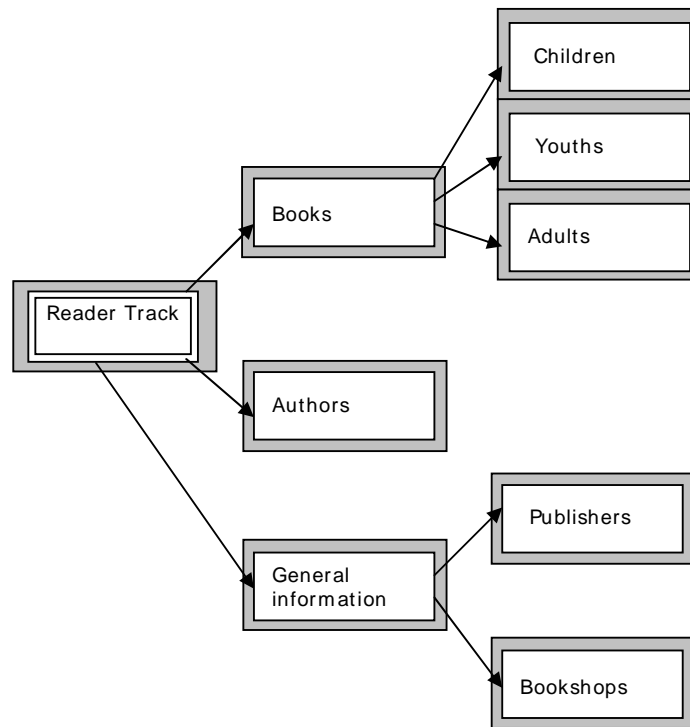 Children
Youths
Books
Adults
Reader Track
Authors
Publishers
General
information
Bookshops